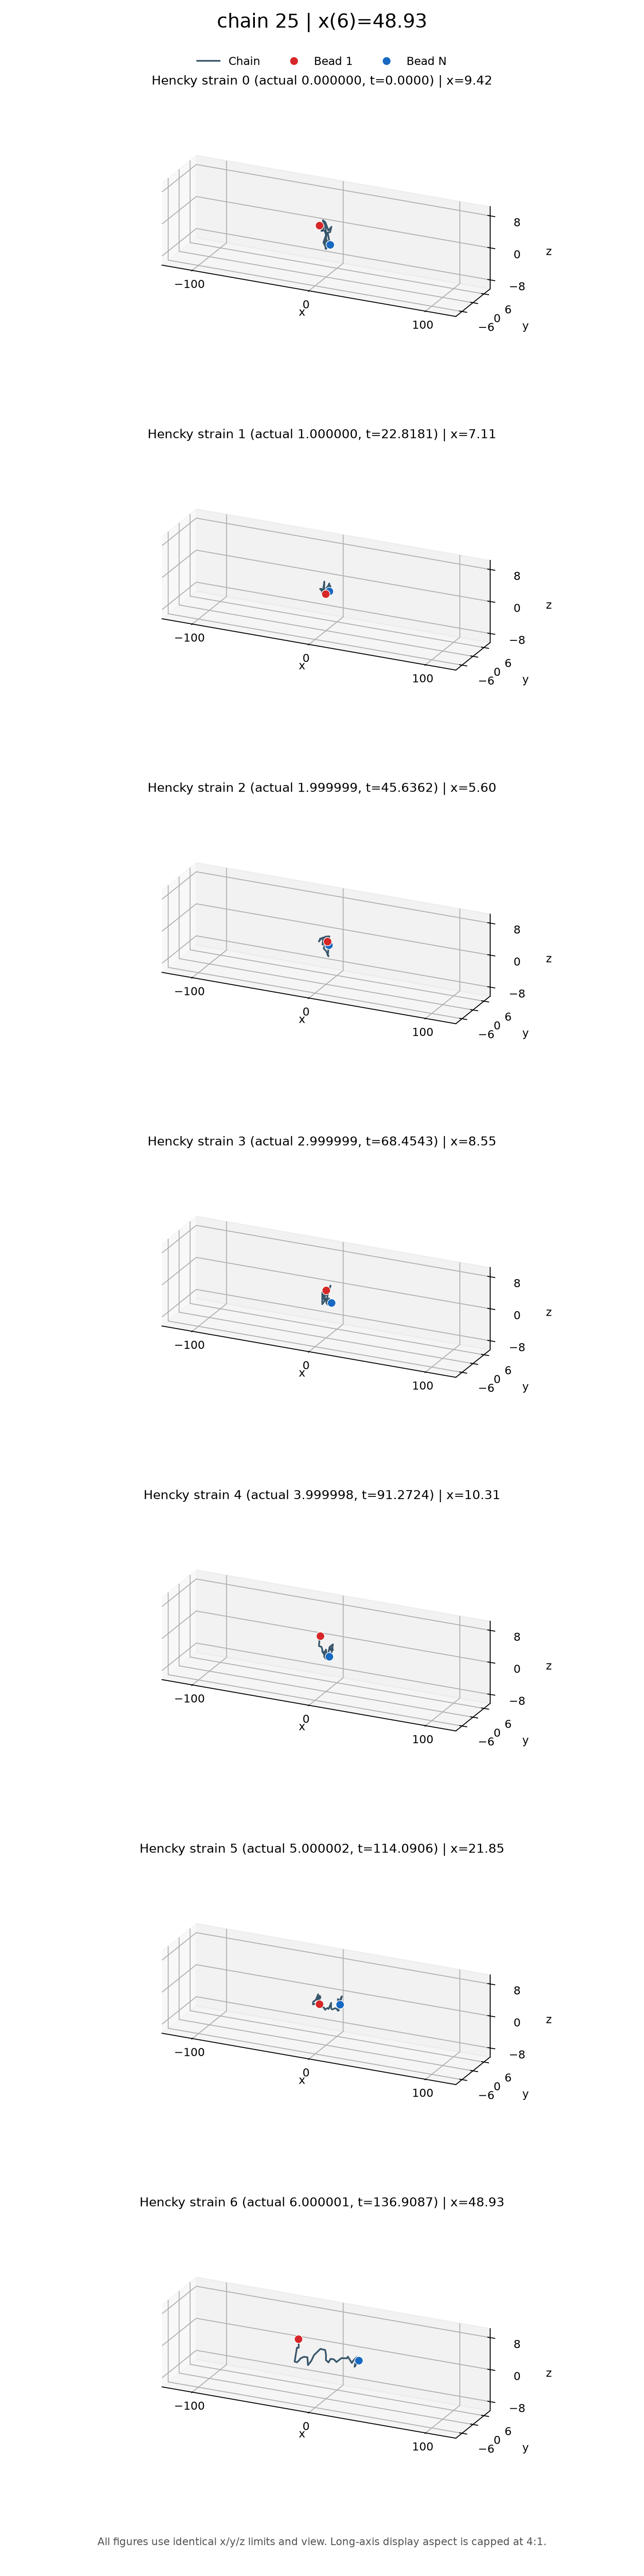 chain 25 | x(6)=48.93
Chain
Bead 1
Bead N
Hencky strain 0 (actual 0.000000, t=0.0000) | x=9.42
8
0
−8
z
6
0
−6
y
−100
0
100
x
Hencky strain 1 (actual 1.000000, t=22.8181) | x=7.11
8
0
−8
z
6
0
−6
y
−100
0
100
x
Hencky strain 2 (actual 1.999999, t=45.6362) | x=5.60
8
0
−8
z
6
0
−6
y
−100
0
100
x
Hencky strain 3 (actual 2.999999, t=68.4543) | x=8.55
8
0
−8
z
6
0
−6
y
−100
0
100
x
Hencky strain 4 (actual 3.999998, t=91.2724) | x=10.31
8
0
−8
z
6
0
−6
y
−100
0
100
x
Hencky strain 5 (actual 5.000002, t=114.0906) | x=21.85
8
0
−8
z
6
0
−6
y
−100
0
100
x
Hencky strain 6 (actual 6.000001, t=136.9087) | x=48.93
8
0
−8
z
6
0
−6
y
−100
0
100
x
All figures use identical x/y/z limits and view. Long-axis display aspect is capped at 4:1.